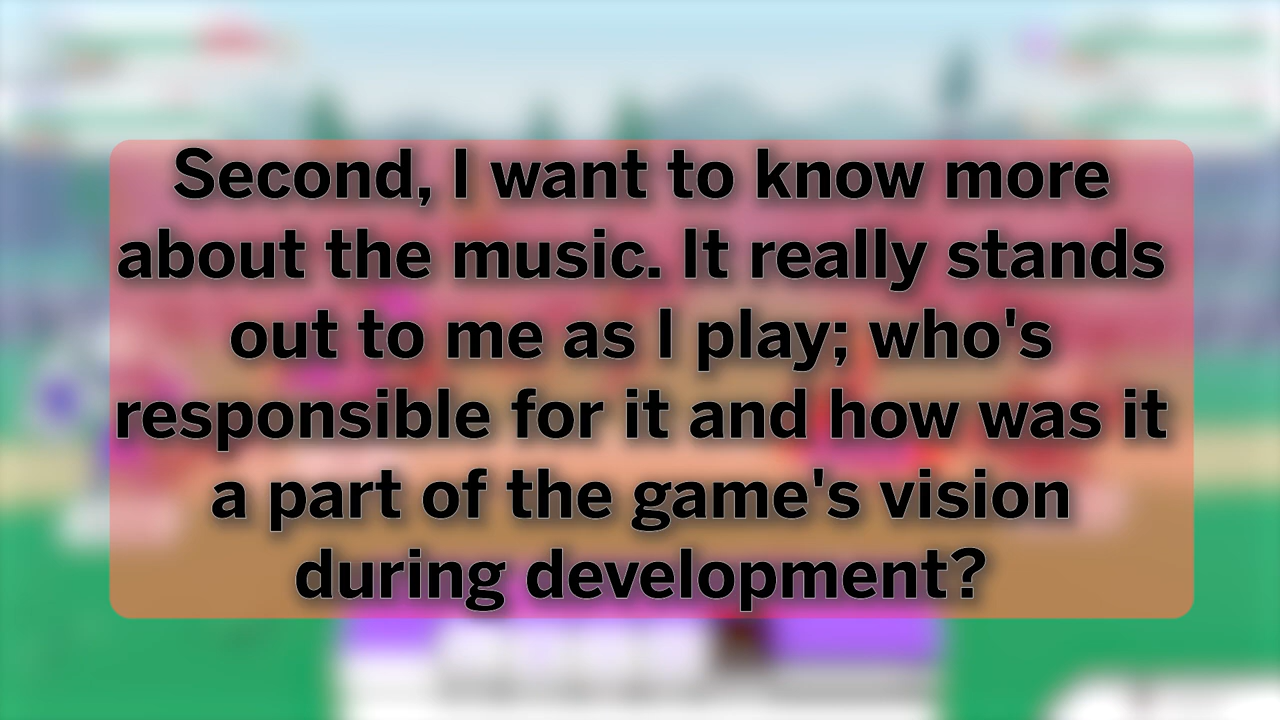 Second, I want to know more
about the music. It really stands
out to me as I play; who's
responsible for it and how was it
a part of the game's vision
during development?